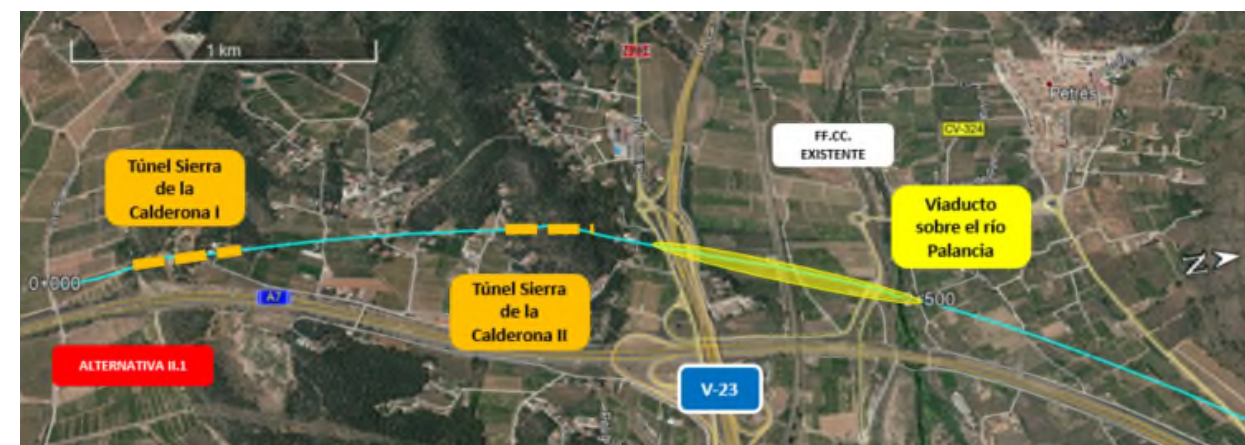 1 km
Petrés
FF.CC.
EXISTENTE
CV-324
Túnel Sierra
de la
Calderona I
Viaducto
sobre el río
Palancia
0+000
A7
Túnel Sierra
de la
Calderona II
500
ALTERNATIVA II.1
V-23
N